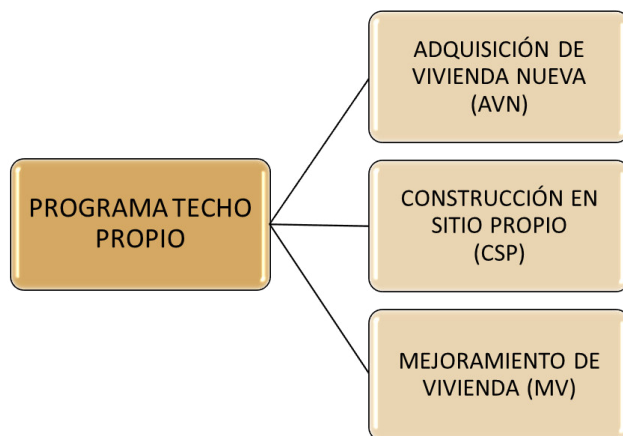 PROGRAMA TECHO
PROPIO
ADQUISICIÓN DE
VIVIENDA NUEVA
(AVN)
CONSTRUCCIÓN EN
SITIO PROPIO
(CSP)
MEJORAMIENTO DE
VIVIENDA (MV)